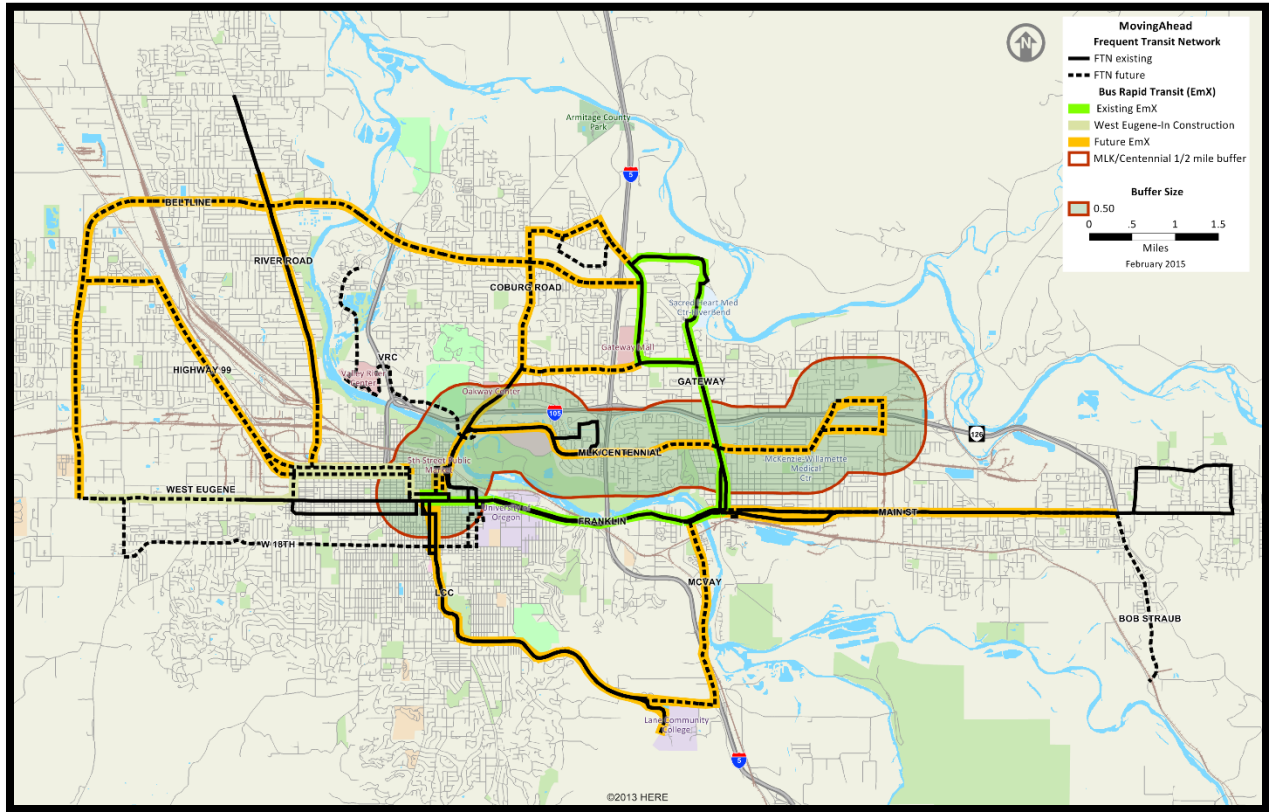 MovingAhead
Frequent Transit Network
FTN existing
FTN future
Bus Rapid Transit (EmX)
Existing EmX
West Eugene-In Construction
Future EmX
MLK/Centennial 1/2 mile buffer
Buffer Size
0.50
0 .5 1 1.5
Miles
February 2015
N
Armitage County
Park
5
BELTLINE
RIVER ROAD
COBURG ROAD
Sacred Heart Med
Ctr-RiverBend
Gateway Mall
VRC
Valley River
Center
HIGHWAY 99
GATEWAY
Oakway Center
105
126
MLK/CENTENNIAL
5th Street Public
McKenzie-Willamette
Medical
Ctr
WEST EUGENE
University of
Oregon
FRANKLIN
MAIN ST
W 18TH
MCVAY
LCC
BOB STRAUB
Lane Community
College
5
©2013 HERE